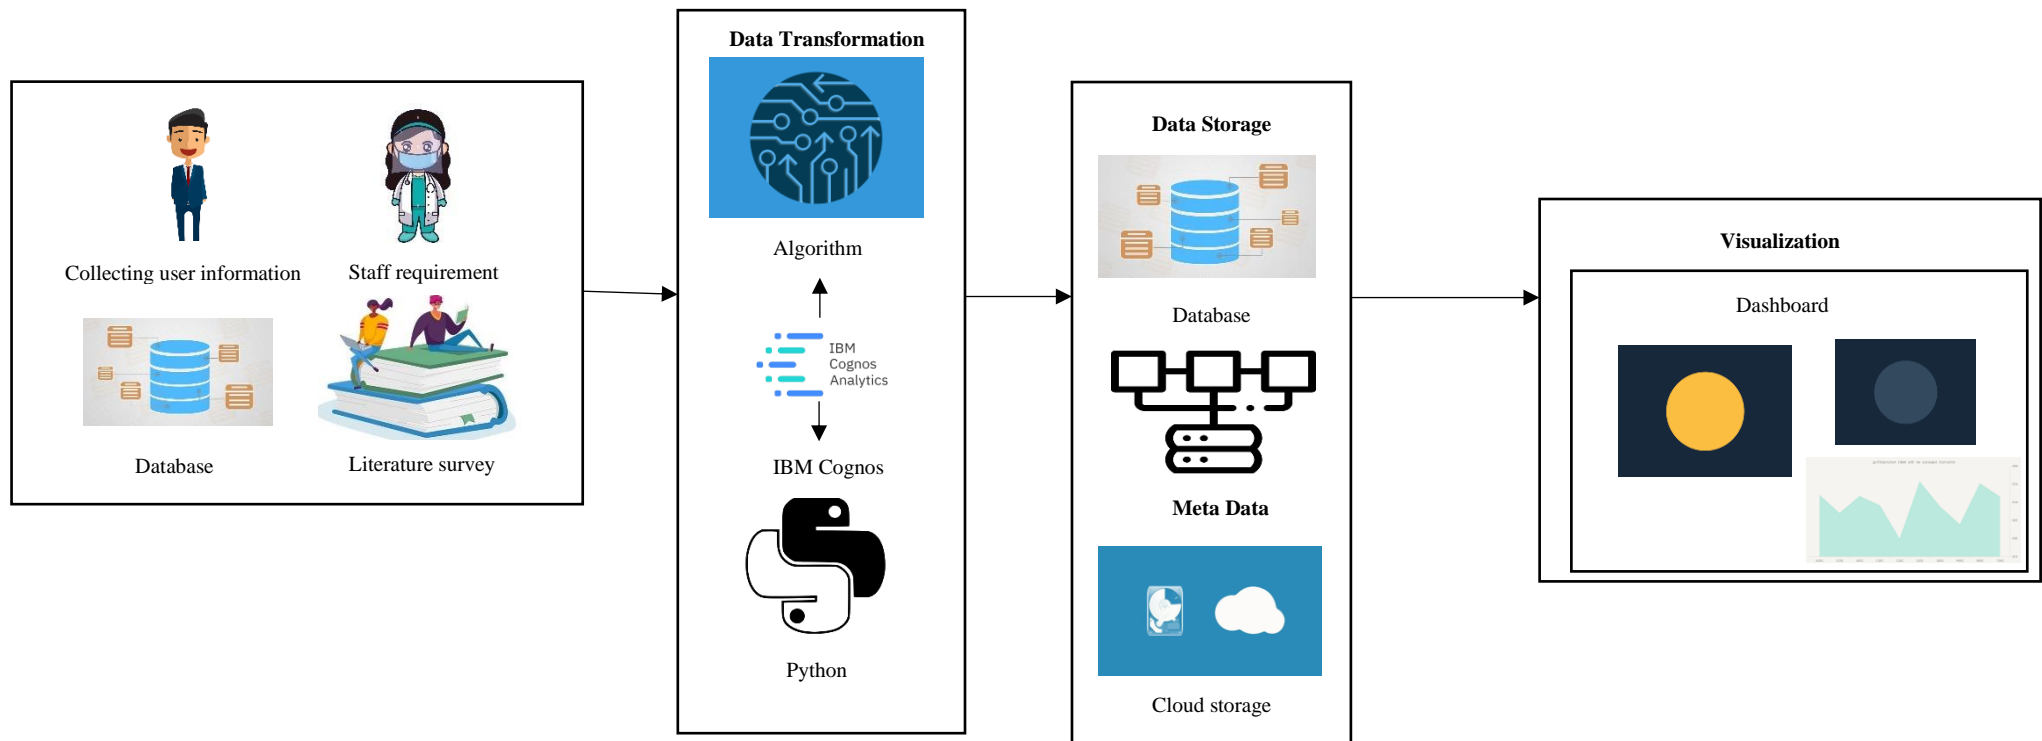 Collecting user information
Staff requirement
Database
Literature survey
Data Transformation
Algorithm
IBM
Cognos
Analytics
IBM Cognos
Python
Data Storage
Database
Meta Data
Cloud storage
Visualization
Dashboard